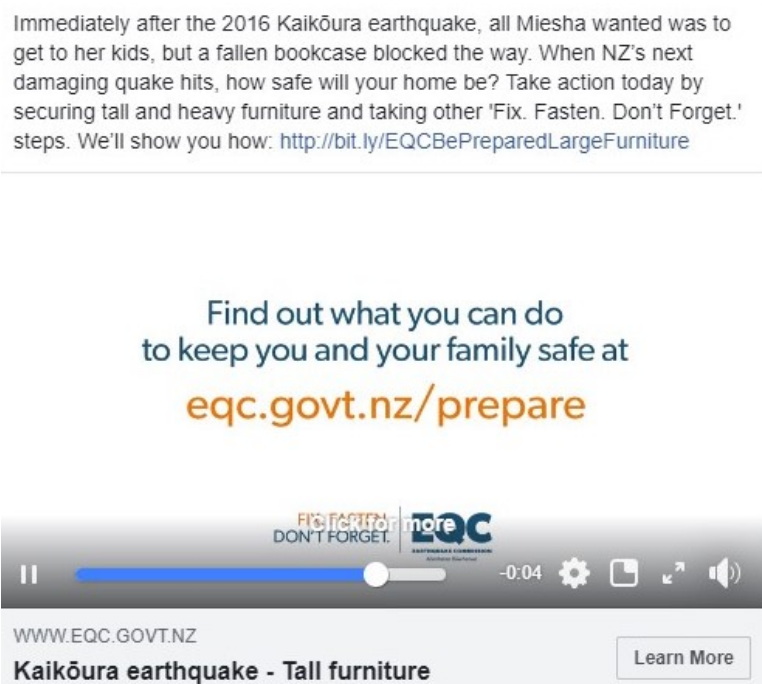 Immediately after the 2016 Kaikōura earthquake, all Miesha wanted was to
get to her kids, but a fallen bookcase blocked the way. When NZ’s next
damaging quake hits, how safe will your home be? Take action today by
securing tall and heavy furniture and taking other 'Fix. Fasten. Don’t Forget.'
steps. We’ll show you how: http://bit.ly/EQCBePreparedLargeFurniture
Find out what you can do
to keep you and your family safe at
eqc.govt.nz/prepare
FIX. FASTEN.
DON'T FORGET.
EQC
EARTHQUAKE COMMISSION
Click for more
-0:04
WWW.EQC.GOVT.NZ
Kaikōura earthquake - Tall furniture
Learn More